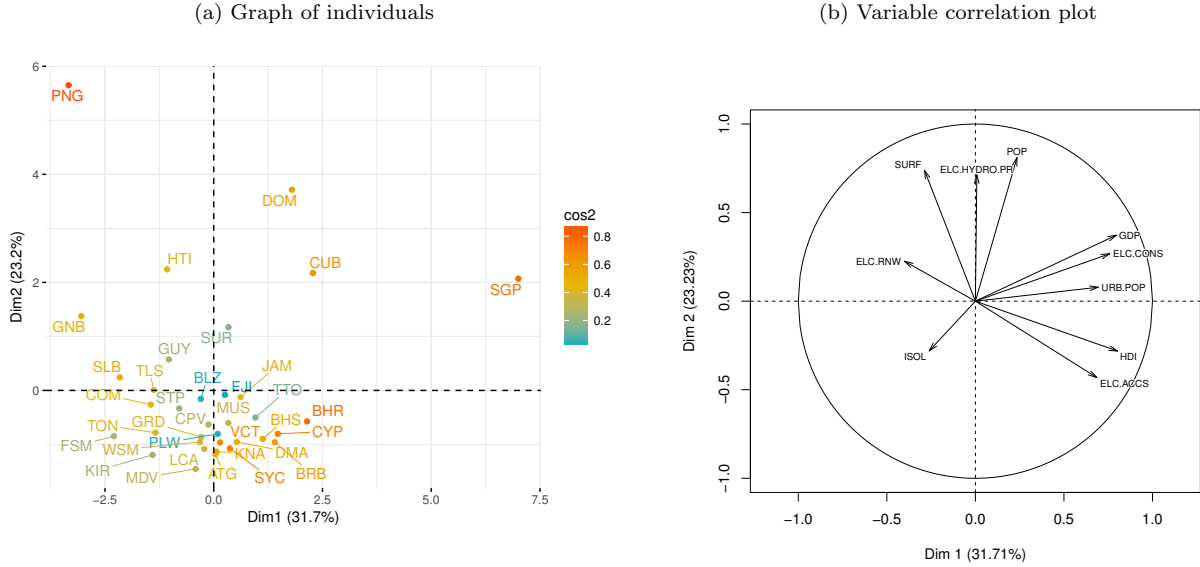 (a) Graph of individuals
(b) Variable correlation plot
6
4
2
0
Dim2 (23.2%)
PNG
DOM
HTI
CUB
SGP
GNB
SUR
GUY
SLB
TLS
BLZ
FJI
JAM
TTO
COM
STP
CPV
MUS
BHS
BHR
TON
GRD
VCT
CYP
FSM
WSM
PLW
KNA
DMA
KIR
LCA
MDV
ATG
SYC
BRB
−2.5
0.0
2.5
5.0
7.5
Dim1 (31.7%)
cos2
0.8
0.6
0.4
0.2
1.0
0.5
0.0
−0.5
−1.0
Dim 2 (23.23%)
SURF
ELC.HYDRO.PR
POP
GDP
ELC.CONS
ELC.RNW
URB.POP
ISOL
HDI
ELC.ACCS
−1.0
−0.5
0.0
0.5
1.0
Dim 1 (31.71%)